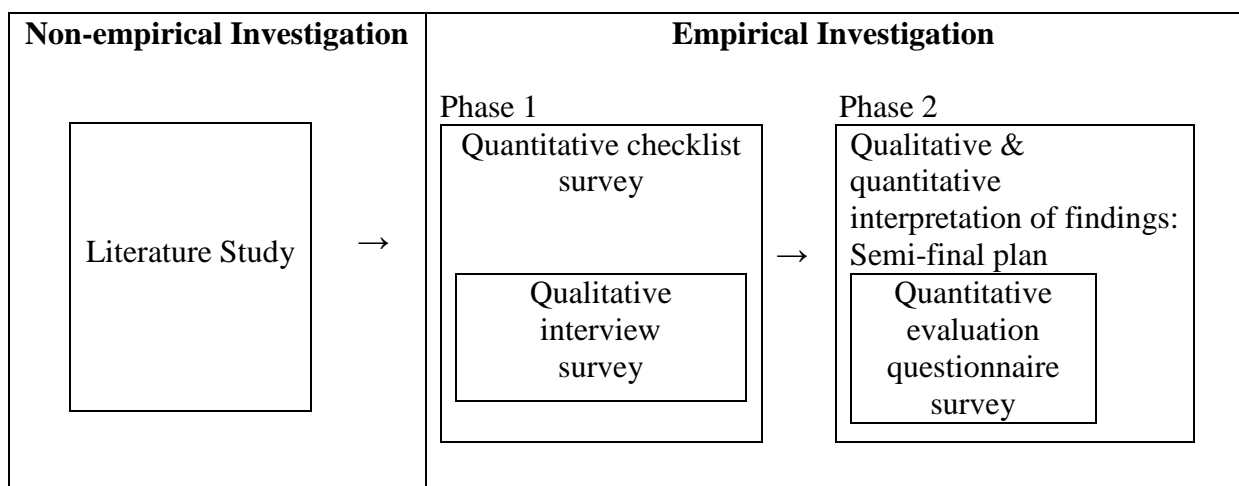 Non-empirical Investigation
Empirical Investigation
Literature Study
→
Phase 1
Quantitative checklist
survey
Qualitative
interview
survey
→
Phase 2
Qualitative &
quantitative
interpretation of findings:
Semi-final plan
Quantitative
evaluation
questionnaire
survey